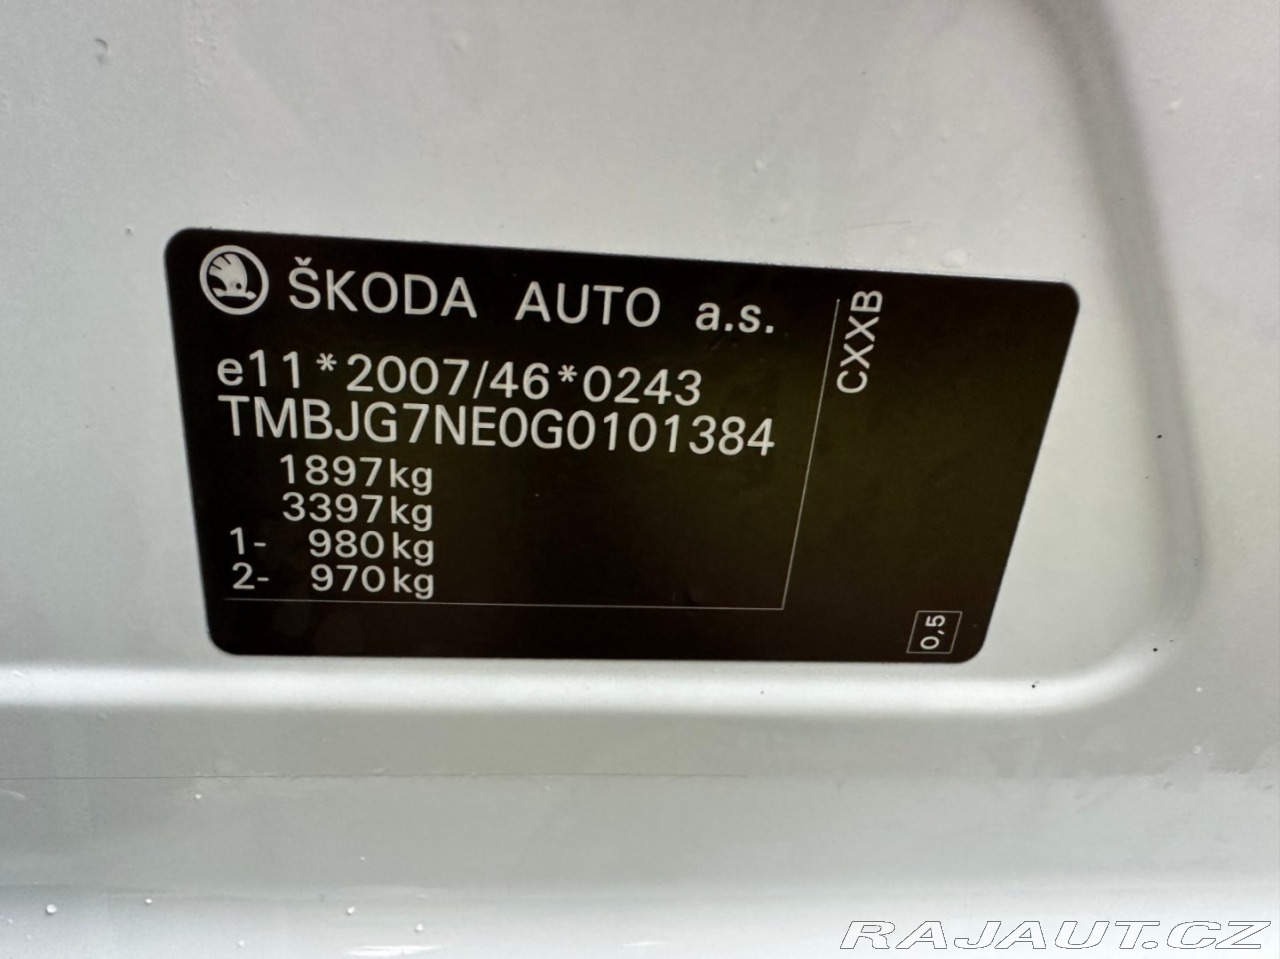 ŠKODA AUTO a.s.
e11*2007/46*0243
TMBJG7NE0G0101384
1897kg
3397kg
1- 980kg
2- 970kg
CXXB
0,5
RAJAUT.CZ